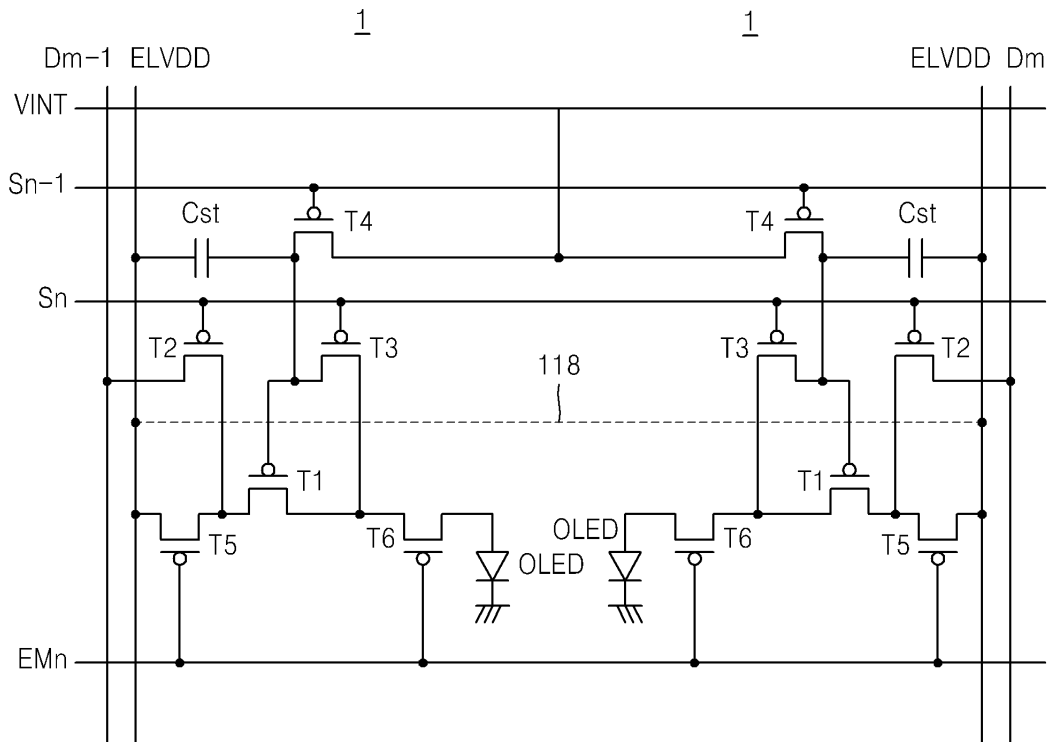 1 1
Dm-1 ELVDD ELVDD Dm
VINT
Sn-1
Cst T4 T4 Cst
Sn
T2 T3 T3 T2
118
T1 T1
T5 T6 OLED OLED T6 T5
EMn